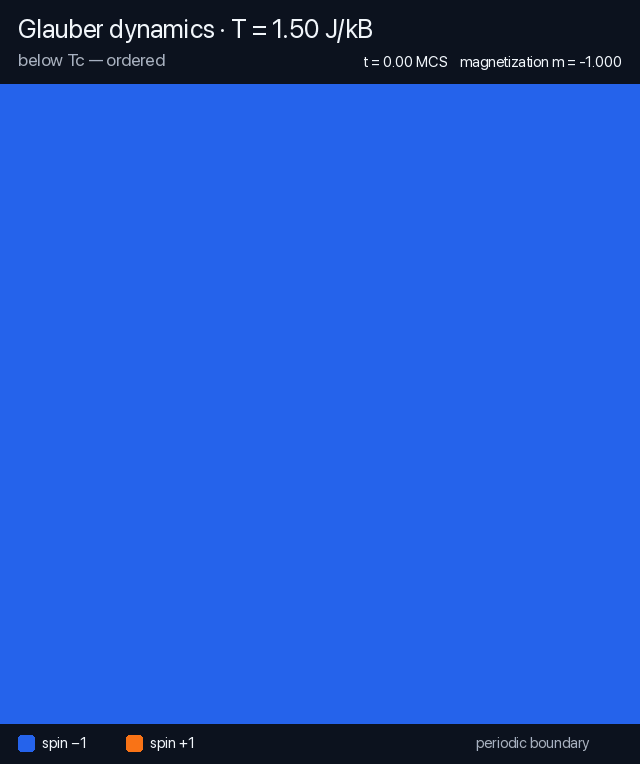 Glauber dynamics · T = 1.50 J/kB
below Tc — ordered
t = 0.00 MCS magnetization m = -1.000
spin −1
spin +1
periodic boundary